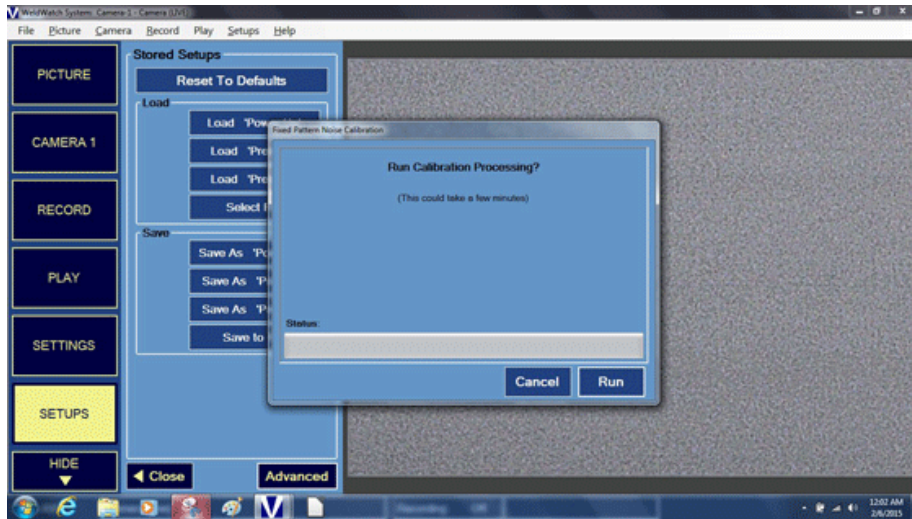 WeldWatch System: Camera-1 - Camera (LIVE)
File Picture Camera Record Play Setups Help
PICTURE
CAMERA 1
RECORD
PLAY
SETTINGS
SETUPS
HIDE
Stored Setups
Reset To Defaults
Load
Load
Load
Load
Select
Save
Save As
Save As
Save As
Save to
Close
Advanced
Fixed Pattern Noise Calibration
Run Calibration Processing?
(This could take a few minutes)
Status:
Cancel
Run
Recording Off
12:02 AM
2/6/2015